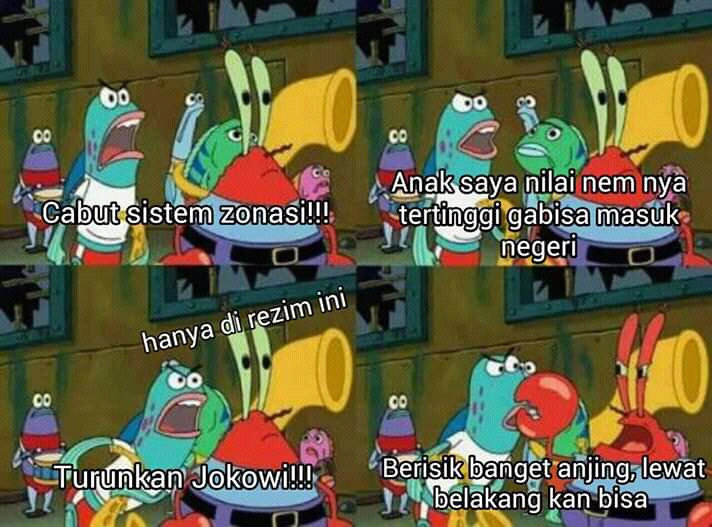 Cabut sistem zonasi!!!
Anak saya nilai nem nya
tertinggi gabisa masuk
negeri
hanya di rezim ini
Turunkan Jokowi!!!
Berisik banget anjing, lewat
belakang kan bisa